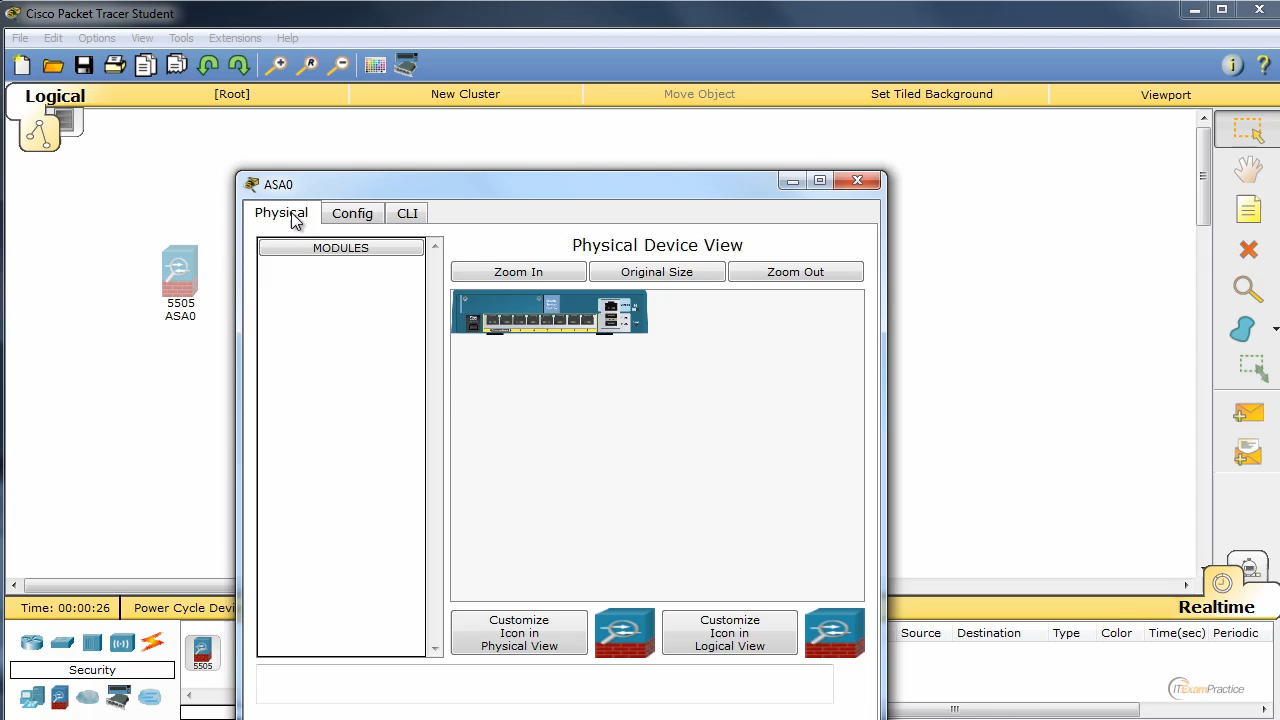 Cisco Packet Tracer Student
File Edit Options View Tools Extensions Help
Logical [Root] New Cluster Move Object Set Tiled Background Viewport
ASA0
Physical Config CLI
MODULES
Physical Device View
Zoom In Original Size Zoom Out
5505
ASA0
Customize
Icon in
Physical View
Customize
Icon in
Logical View
Time: 00:00:26 Power Cycle Devi
Realtime
Source Destination Type Color Time(sec) Periodic
5505
Security
ITExamPractice